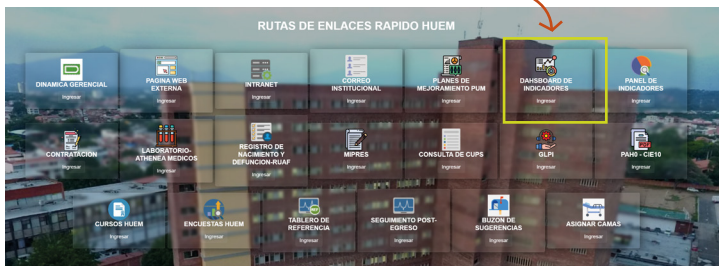 RUTAS DE ENLACES RAPIDO HUEM
DINAMICA GERENCIAL
Ingresar
PAGINA WEB
EXTERNA
Ingresar
INTRANET
Ingresar
CORREO
INSTITUCIONAL
Ingresar
PLANES DE
MEJORAMIENTO PUM
Ingresar
DAHSBOARD DE
INDICADORES
Ingresar
PANEL DE
INDICADORES
Ingresar
CONTRATACION
Ingresar
LABORATORIO-
ATHENEA MEDICOS
Ingresar
REGISTRO DE
NACIMIENTO Y
DEFUNCION-RUAF
Ingresar
MIPRES
Ingresar
CONSULTA DE CUPS
Ingresar
GLPI
Ingresar
PAH0 - CIE10
Ingresar
CURSOS HUEM
Ingresar
ENCUESTAS HUEM
Ingresar
TABLERO DE
REFERENCIA
Ingresar
SEGUIMIENTO POST-
EGRESO
Ingresar
BUZON DE
SUGERENCIAS
Ingresar
ASIGNAR CAMAS
Ingresar